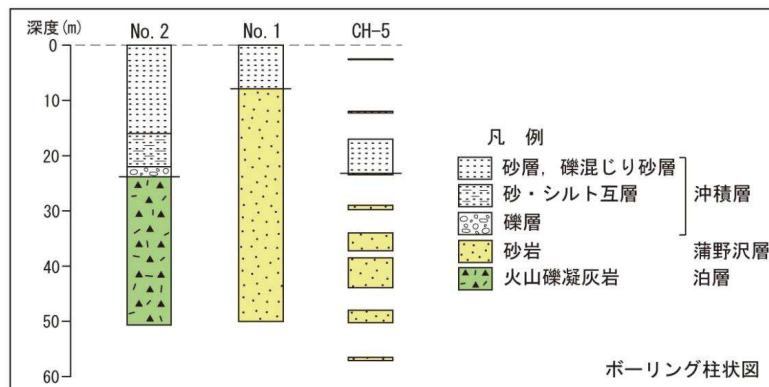 深度(m)
No. 2
No. 1
CH-5
0
10
20
30
40
50
60
凡 例
砂層，礫混じり砂層
砂・シルト互層
沖積層
礫層
砂岩
蒲野沢層
火山礫凝灰岩
泊層
ボーリング柱状図